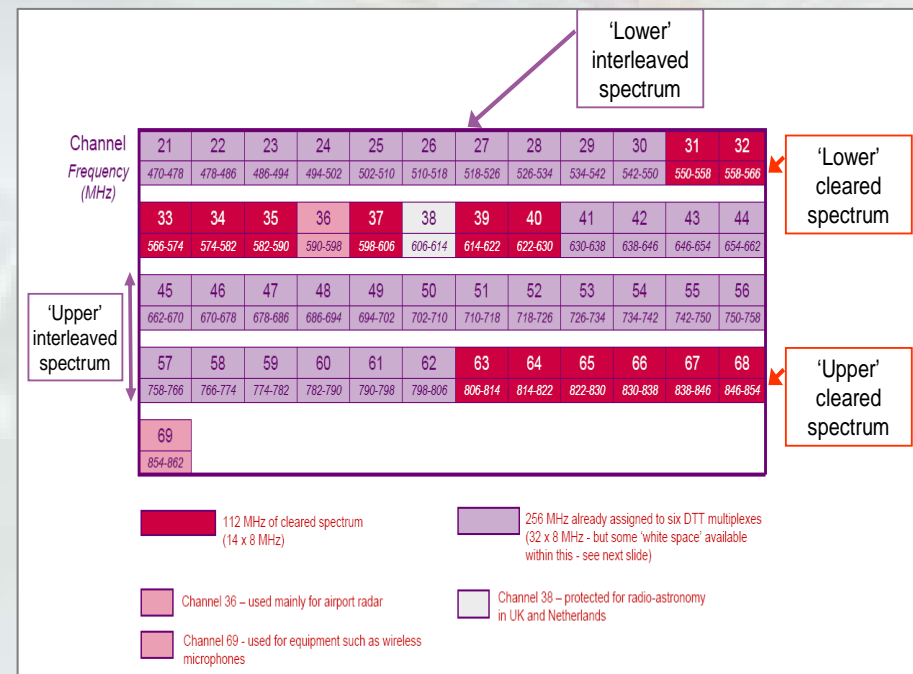 ‘Lower’
interleaved
spectrum
Channel 21 22 23 24 25 26 27 28 29 30 31 32
Frequency
(MHz)
470-478 478-486 486-494 494-502 502-510 510-518 518-526 526-534 534-542 542-550 550-558 558-566
‘Lower’
cleared
spectrum
33 34 35 36 37 38 39 40 41 42 43 44
566-574 574-582 582-590 590-598 598-606 606-614 614-622 622-630 630-638 638-646 646-654 654-662
‘Upper’
interleaved
spectrum
45 46 47 48 49 50 51 52 53 54 55 56
662-670 670-678 678-686 686-694 694-702 702-710 710-718 718-726 726-734 734-742 742-750 750-758
57 58 59 60 61 62 63 64 65 66 67 68
758-766 766-774 774-782 782-790 790-798 798-806 806-814 814-822 822-830 830-838 838-846 846-854
‘Upper’
cleared
spectrum
69
854-862
112 MHz of cleared spectrum
(14 x 8 MHz)
256 MHz already assigned to six DTT multiplexes
(32 x 8 MHz - but some ‘white space’ available
within this - see next slide)
Channel 36 – used mainly for airport radar
Channel 38 – protected for radio-astronomy
in UK and Netherlands
Channel 69 - used for equipment such as wireless
microphones